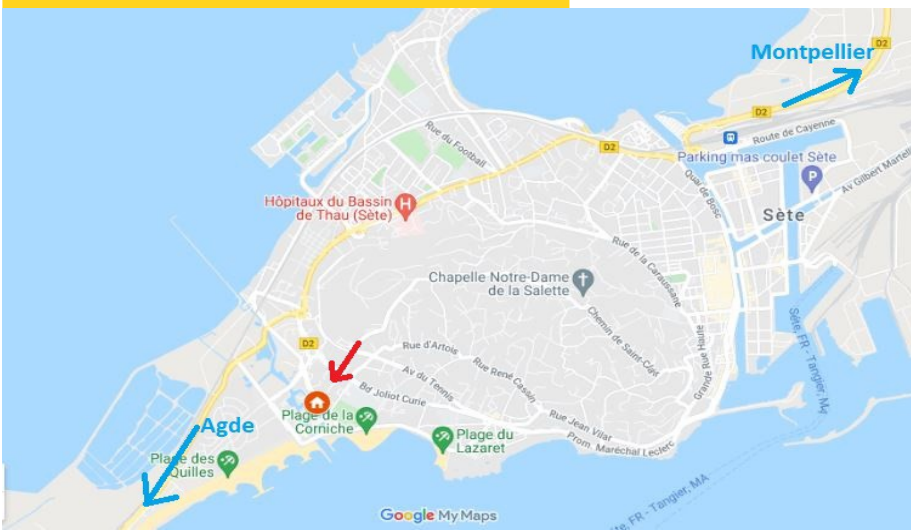 Montpellier
D2
D2
Route de Cayenne
Rue du Football
D2
Parking mas coulet Sète
P
Av Gilbert Martell
Quai de Bosc
Hôpitaux du Bassin
de Thau (Sète)
H
Sète
Rue de la Caraussane
Chapelle Notre-Dame
de la Salette
Chemin de Saint-Clair
Sète, FR - Tangier, MA
D2
Rue d'Artois
Rue René Cassin
Grande Rue Haute
Av du Tennis
Bd Joliot Curie
Plage de la
Corniche
Rue Jean Vilar
Agde
Plage du
Lazaret
Prom. Maréchal Leclerc
Plage des
Quilles
Google My Maps
te, FR - Tangier, MA